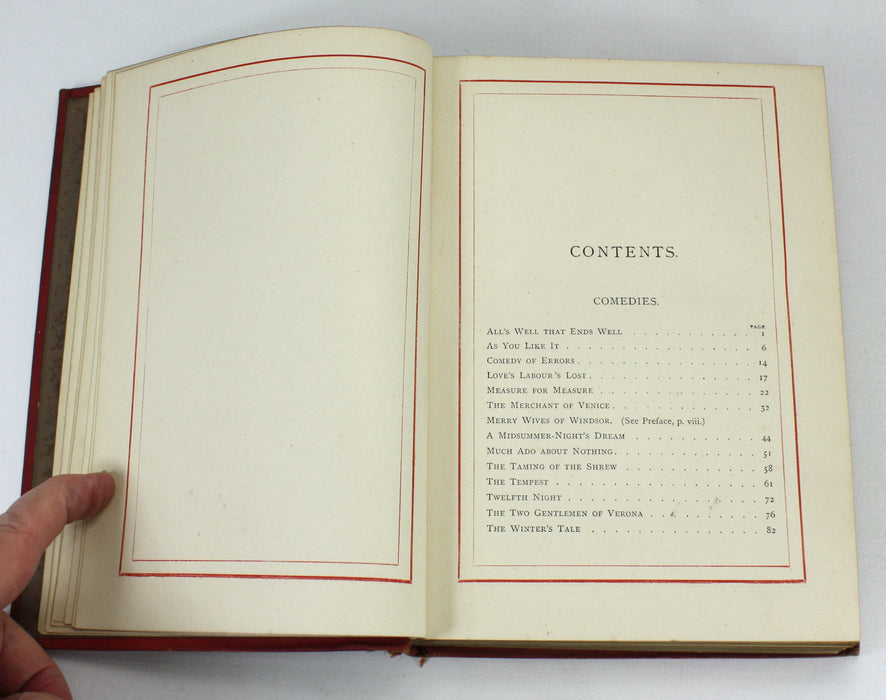 CONTENTS.
COMEDIES.
PAGE
ALL'S WELL THAT ENDS WELL . . . . . . . . . . 1
AS YOU LIKE IT . . . . . . . . . . . . . . 6
COMEDY OF ERRORS . . . . . . . . . . . . . 14
LOVE'S LABOUR'S LOST . . . . . . . . . . . . 17
MEASURE FOR MEASURE . . . . . . . . . . . . 22
THE MERCHANT OF VENICE . . . . . . . . . . . 32
MERRY WIVES OF WINDSOR. (See Preface, p. viii.)
A MIDSUMMER-NIGHT'S DREAM . . . . . . . . . . 44
MUCH ADO ABOUT NOTHING . . . . . . . . . . . 51
THE TAMING OF THE SHREW . . . . . . . . . . 58
THE TEMPEST . . . . . . . . . . . . . . . 61
TWELFTH NIGHT . . . . . . . . . . . . . . 72
THE TWO GENTLEMEN OF VERONA . . . . . . . . . 76
THE WINTER'S TALE . . . . . . . . . . . . . 82